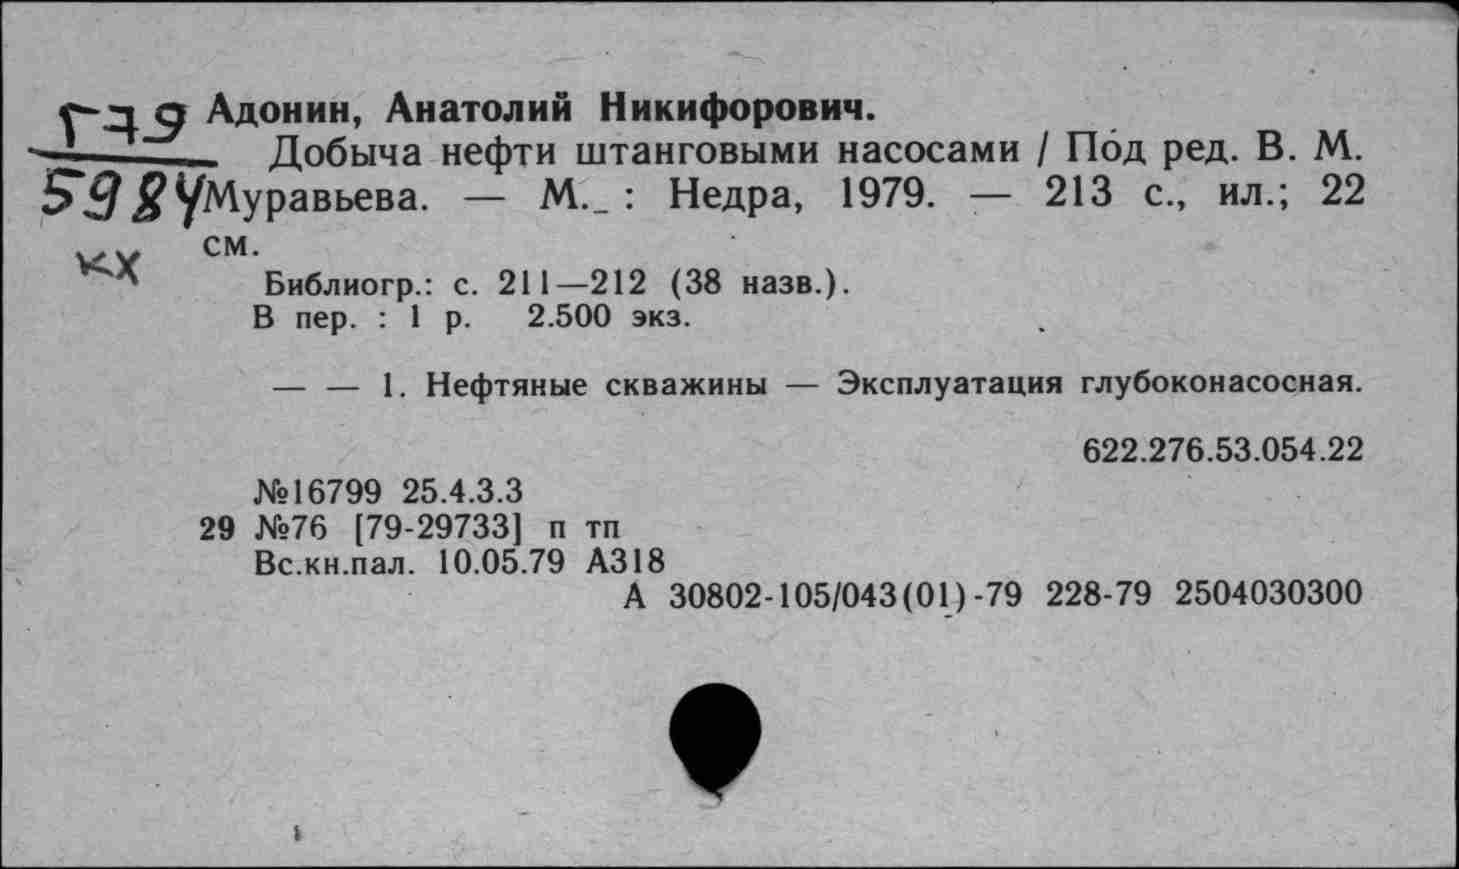 Г79 Адонин, Анатолий Никифорович.
Добыча нефти штанговыми насосами / Под ред. В. М.
5984 Муравьева. — М. : Недра, 1979. — 213 с., ил.; 22
кх см.
Библиогр.: с. 211—212 (38 назв.).
В пер. : 1 р. 2.500 экз.
— — 1. Нефтяные скважины — Эксплуатация глубоконасосная.
622.276.53.054.22
№16799 25.4.3.3
29 №76 [79-29733] п тп
Вс.кн.пал. 10.05.79 А318
А 30802-105/043(01)-79 228-79 2504030300